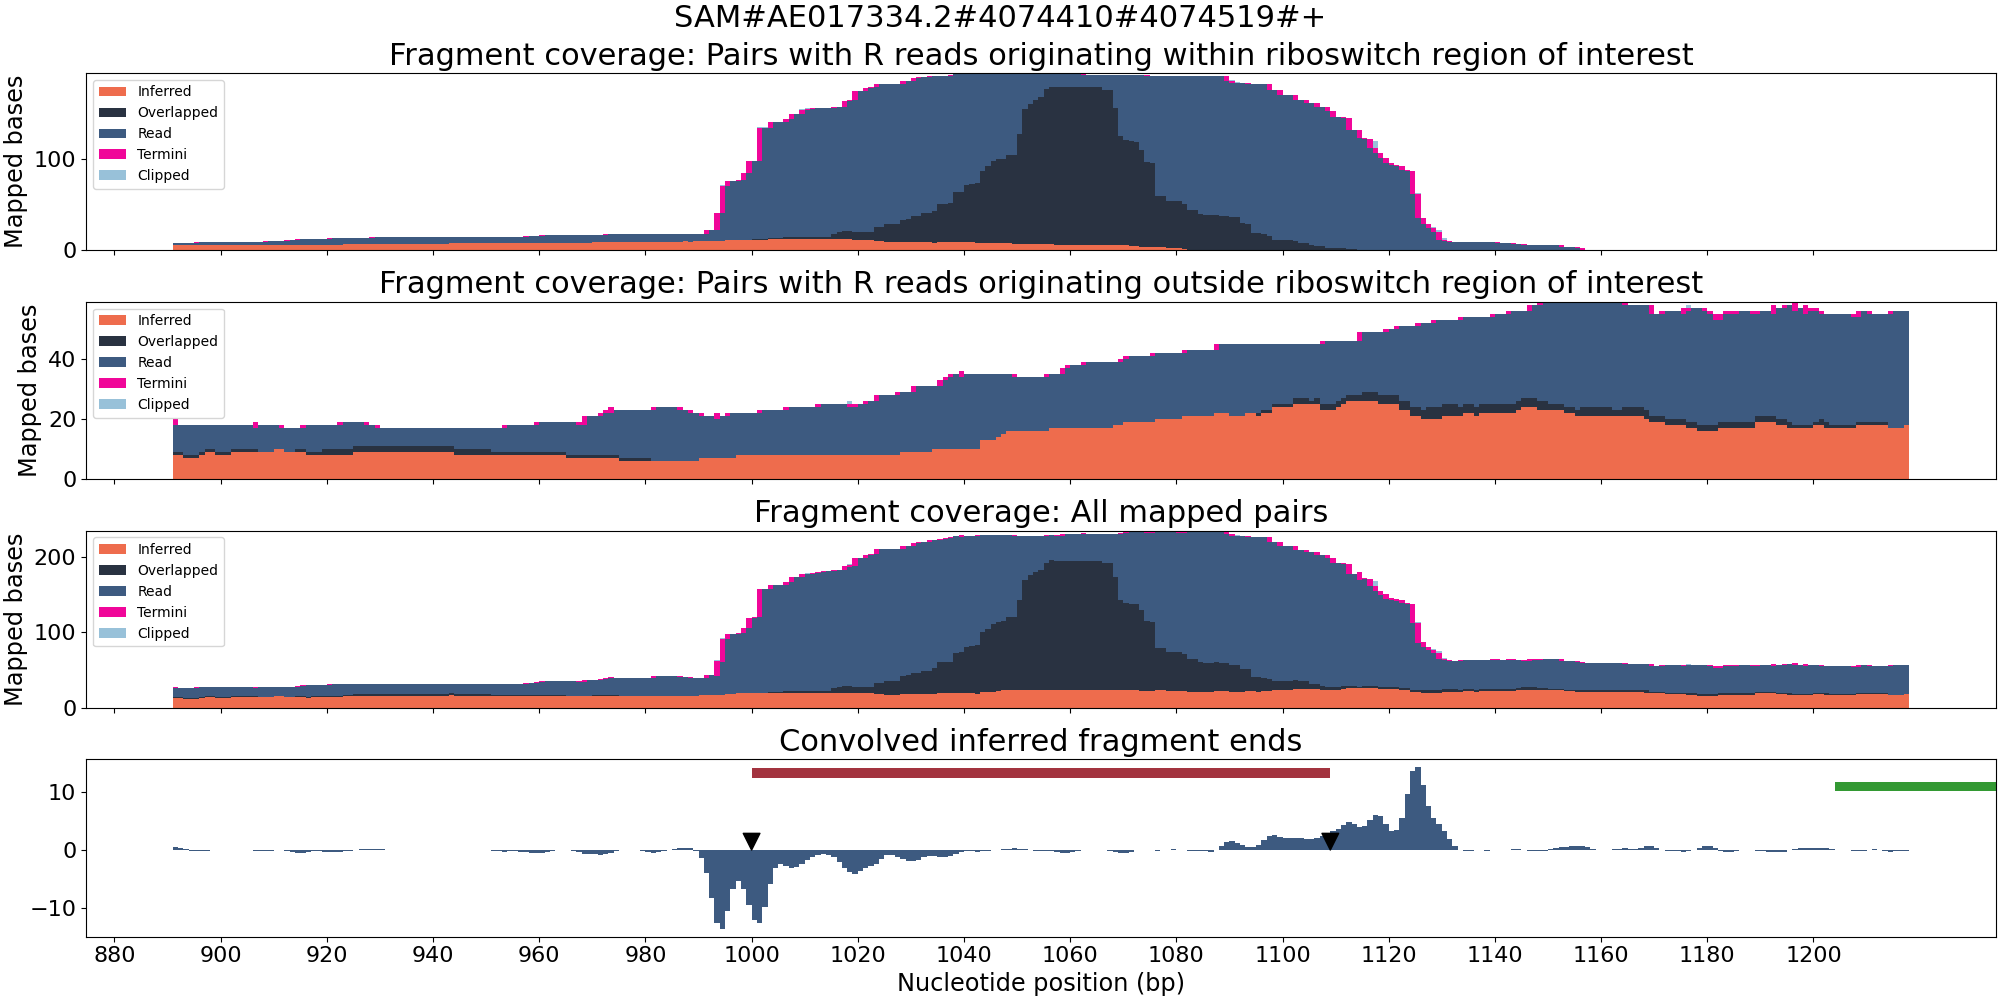 SAM#AE017334.2#4074410#4074519#+
Fragment coverage: Pairs with R reads originating within riboswitch region of interest
Mapped bases
100
0
Inferred
Overlapped
Read
Termini
Clipped
Fragment coverage: Pairs with R reads originating outside riboswitch region of interest
Mapped bases
40
20
0
Inferred
Overlapped
Read
Termini
Clipped
Fragment coverage: All mapped pairs
Mapped bases
200
100
0
Inferred
Overlapped
Read
Termini
Clipped
Convolved inferred fragment ends
10
0
−10
880 900 920 940 960 980 1000 1020 1040 1060 1080 1100 1120 1140 1160 1180 1200
Nucleotide position (bp)